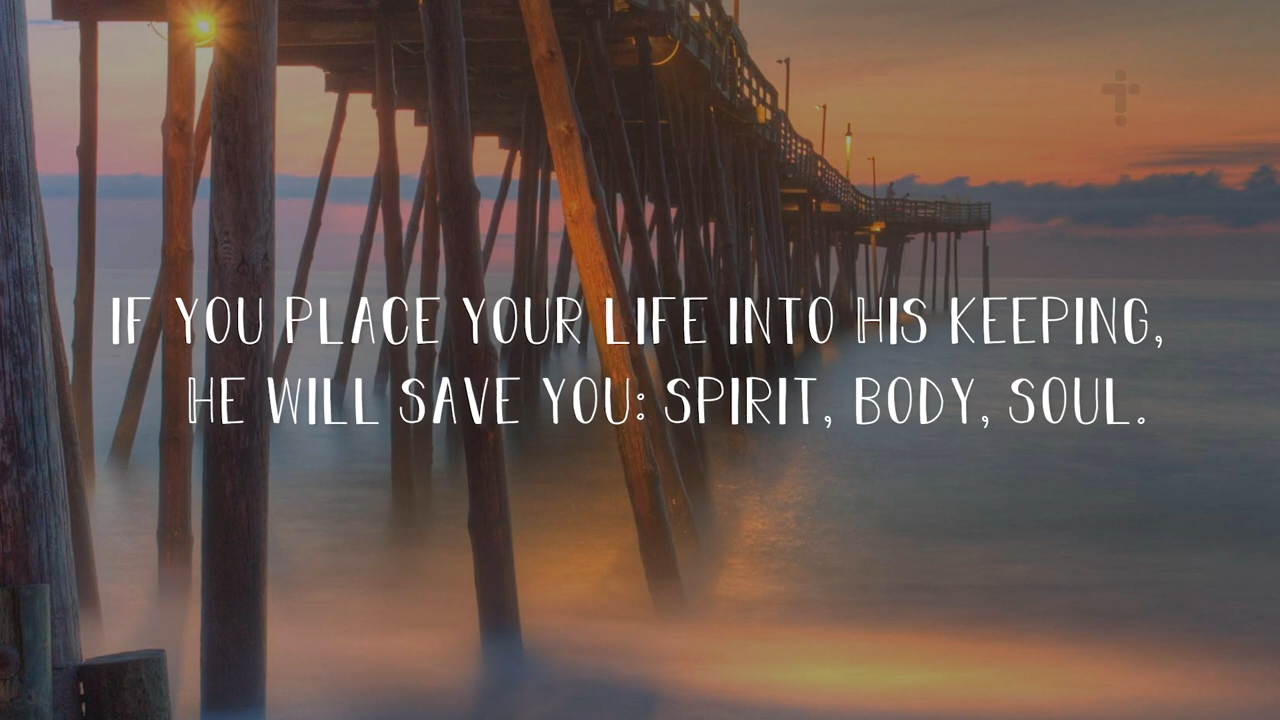 IF YOU PLACE YOUR LIFE INTO HIS KEEPING,
HE WILL SAVE YOU: SPIRIT, BODY, SOUL.